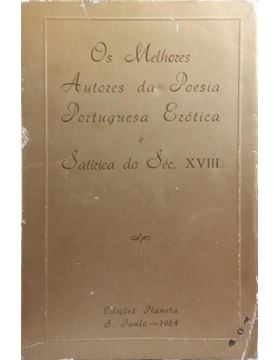 Os Melhores
Autores da Poesia
Portuguesa Erótica
e
Satírica do Séc. XVIII
Edições Planeta
S. Paulo — 1964